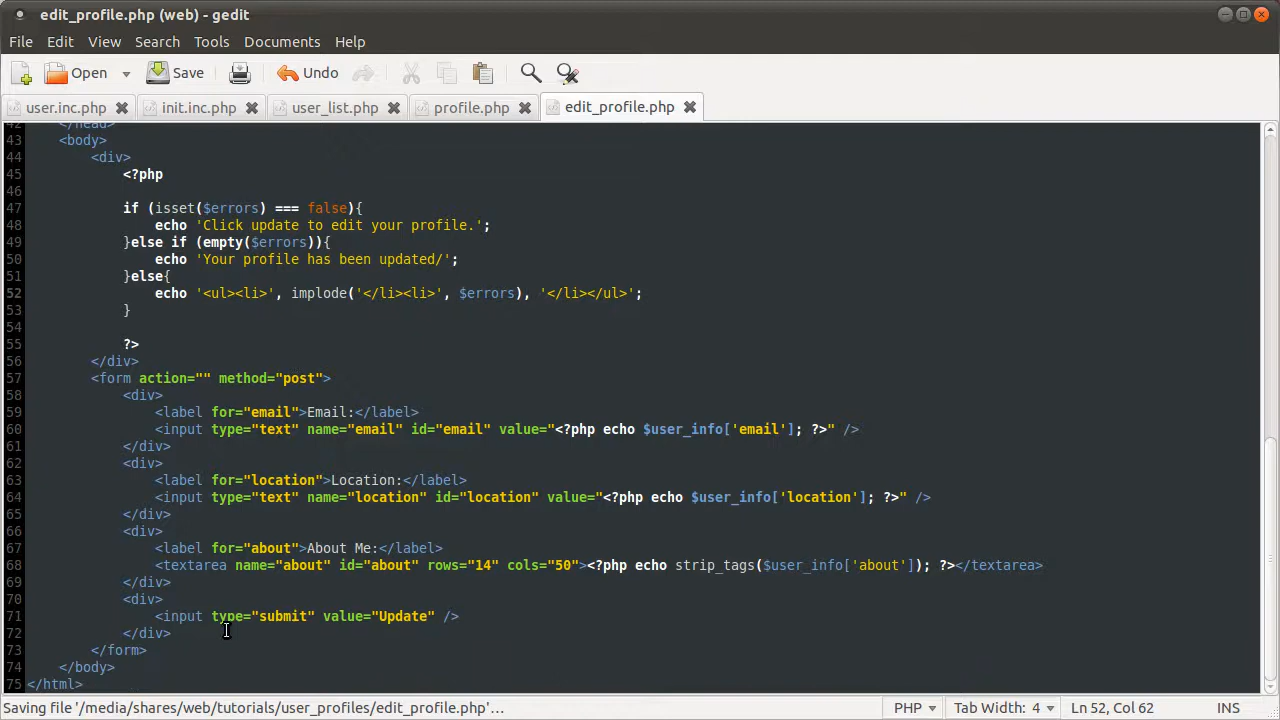 edit_profile.php (web) - gedit
File Edit View Search Tools Documents Help
Open Save Undo
user.inc.php init.inc.php user_list.php profile.php edit_profile.php
42 </head>
43 <body>
44 <div>
45 <?php
46
47 if (isset($errors) === false){
48 echo 'Click update to edit your profile.';
49 }else if (empty($errors)){
50 echo 'Your profile has been updated/';
51 }else{
52 echo '<ul><li>', implode('</li><li>', $errors), '</li></ul>';
53 }
54
55 ?>
56 </div>
57 <form action="" method="post">
58 <div>
59 <label for="email">Email:</label>
60 <input type="text" name="email" id="email" value="<?php echo $user_info['email']; ?>" />
61 </div>
62 <div>
63 <label for="location">Location:</label>
64 <input type="text" name="location" id="location" value="<?php echo $user_info['location']; ?>" />
65 </div>
66 <div>
67 <label for="about">About Me:</label>
68 <textarea name="about" id="about" rows="14" cols="50"><?php echo strip_tags($user_info['about']); ?></textarea>
69 </div>
70 <div>
71 <input type="submit" value="Update" />
72 </div>
73 </form>
74 </body>
75 </html>
Saving file '/media/shares/web/tutorials/user_profiles/edit_profile.php'... PHP Tab Width: 4 Ln 52, Col 62 INS